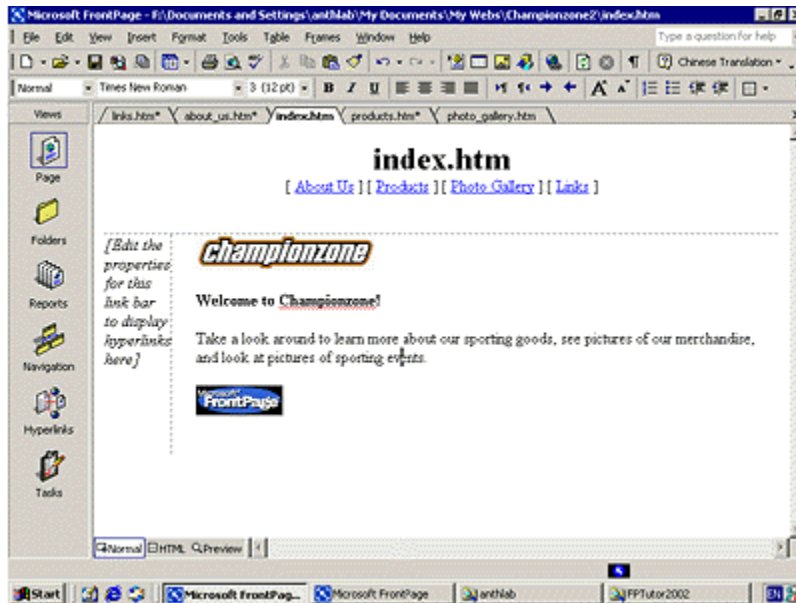 Microsoft FrontPage - F:\Documents and Settings\anthlab\My Documents\My Webs\Championzone2\index.htm
File Edit View Insert Format Tools Table Frames Window Help
Type a question for help
Chinese Translation
Normal Times New Roman 3 (12 pt) B I U
Views links.htm* about_us.htm* index.htm products.htm* photo_gallery.htm
Page
Folders
Reports
Navigation
Hyperlinks
Tasks
index.htm
[ About Us ] [ Products ] [ Photo Gallery ] [ Links ]
[Edit the
properties
for this
link bar
to display
hyperlinks
here]
championzone
Welcome to Championzone!
Take a look around to learn more about our sporting goods, see pictures of our merchandise,
and look at pictures of sporting events.
Microsoft
FrontPage
Normal HTML Preview
Start Microsoft FrontPag... Microsoft FrontPage anthlab FPTutor2002 EN